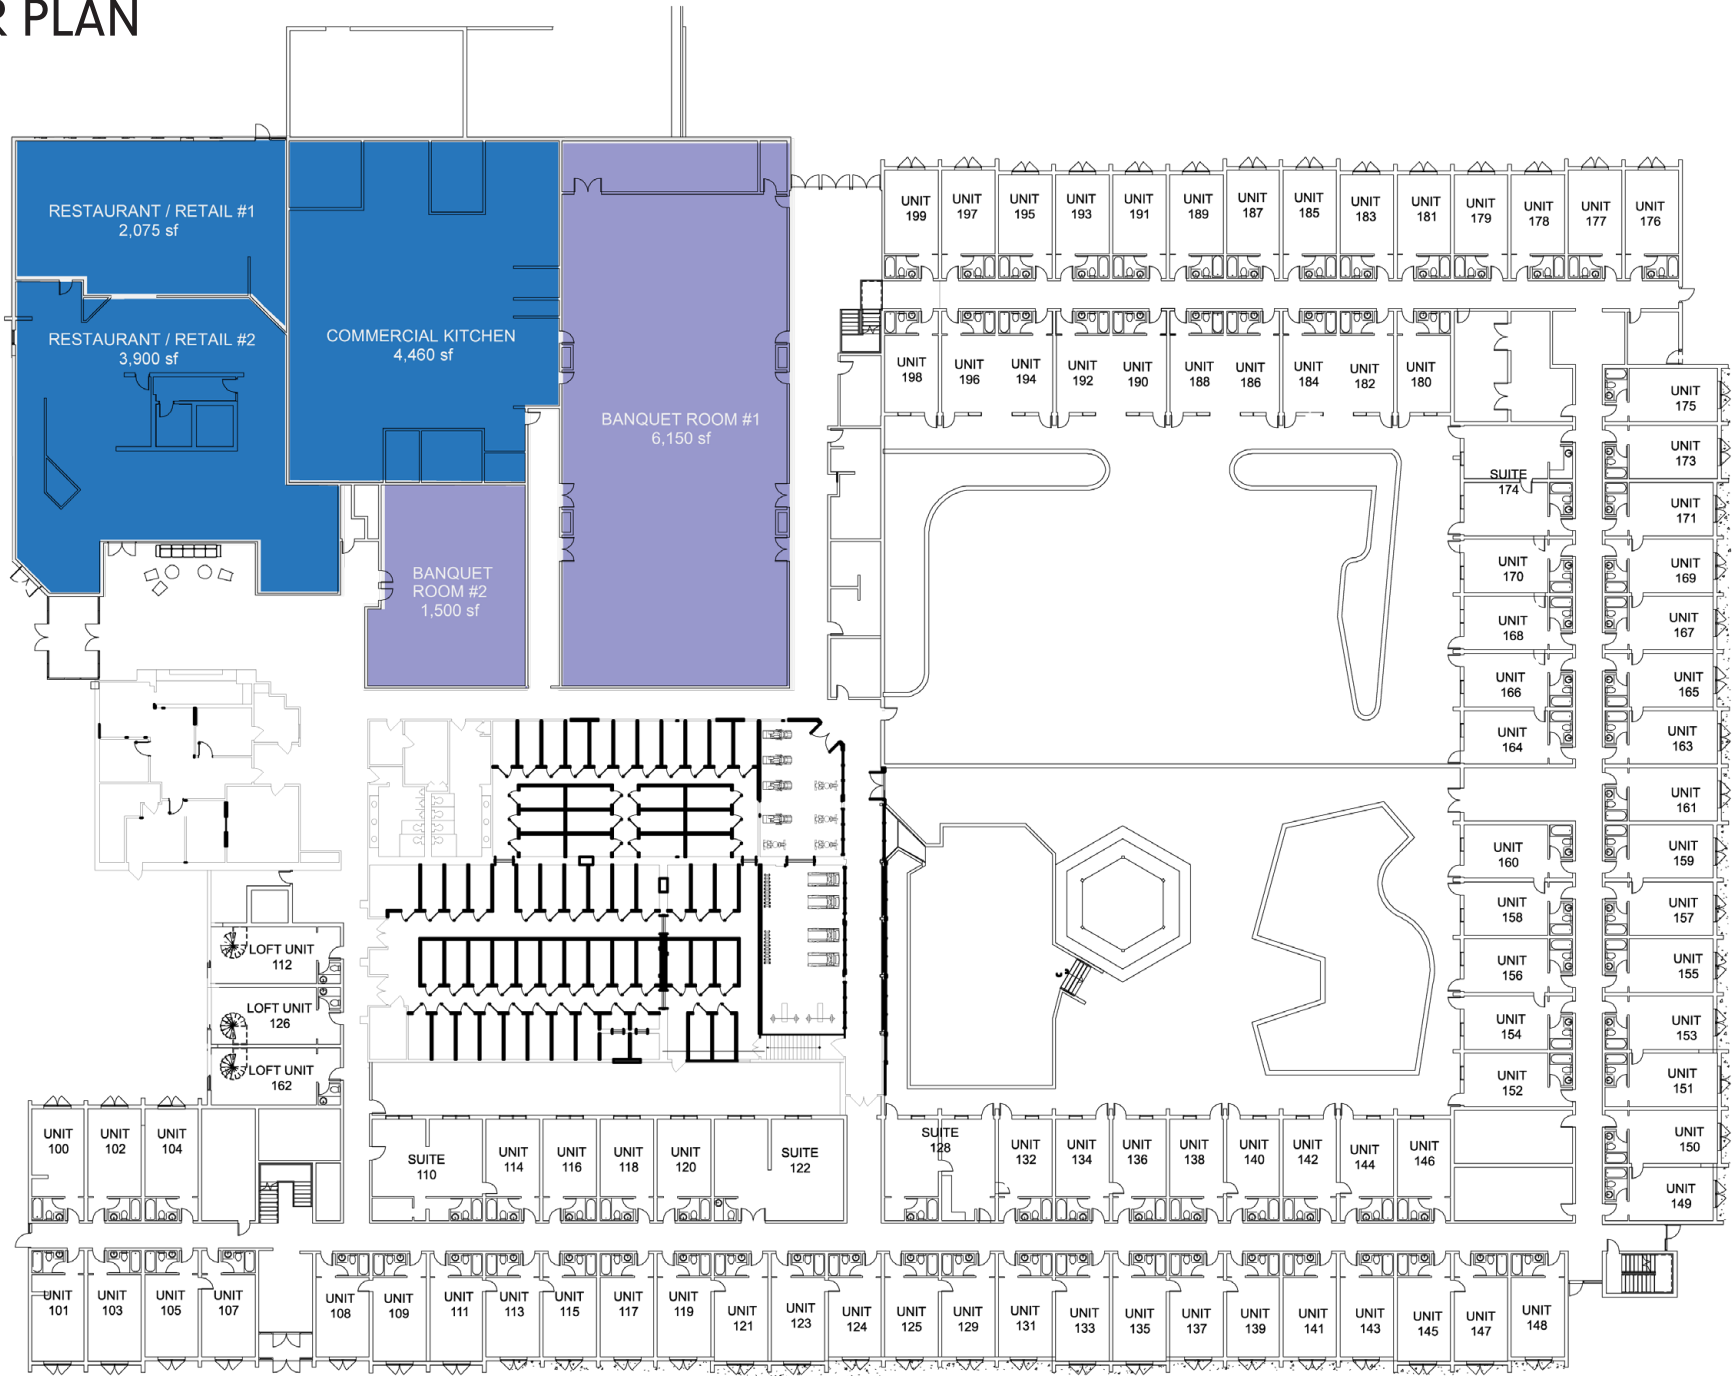 R PLAN
RESTAURANT / RETAIL #1
2,075 sf
RESTAURANT / RETAIL #2
3,900 sf
COMMERCIAL KITCHEN
4,460 sf
BANQUET ROOM #1
6,150 sf
BANQUET
ROOM #2
1,500 sf
UNIT
199
UNIT
197
UNIT
195
UNIT
193
UNIT
191
UNIT
189
UNIT
187
UNIT
185
UNIT
183
UNIT
181
UNIT
179
UNIT
178
UNIT
177
UNIT
176
UNIT
198
UNIT
196
UNIT
194
UNIT
192
UNIT
190
UNIT
188
UNIT
186
UNIT
184
UNIT
182
UNIT
180
UNIT
175
UNIT
173
SUITE
174
UNIT
171
UNIT
170
UNIT
169
UNIT
168
UNIT
167
UNIT
166
UNIT
165
UNIT
164
UNIT
163
UNIT
161
UNIT
160
UNIT
159
UNIT
158
UNIT
157
UNIT
156
UNIT
155
UNIT
154
UNIT
153
UNIT
152
UNIT
151
UNIT
150
UNIT
149
LOFT UNIT
112
LOFT UNIT
126
LOFT UNIT
162
UNIT
100
UNIT
102
UNIT
104
SUITE
110
UNIT
114
UNIT
116
UNIT
118
UNIT
120
SUITE
122
SUITE
128
UNIT
132
UNIT
134
UNIT
136
UNIT
138
UNIT
140
UNIT
142
UNIT
144
UNIT
146
UNIT
101
UNIT
103
UNIT
105
UNIT
107
UNIT
108
UNIT
109
UNIT
111
UNIT
113
UNIT
115
UNIT
117
UNIT
119
UNIT
121
UNIT
123
UNIT
124
UNIT
125
UNIT
129
UNIT
131
UNIT
133
UNIT
135
UNIT
137
UNIT
139
UNIT
141
UNIT
143
UNIT
145
UNIT
147
UNIT
148